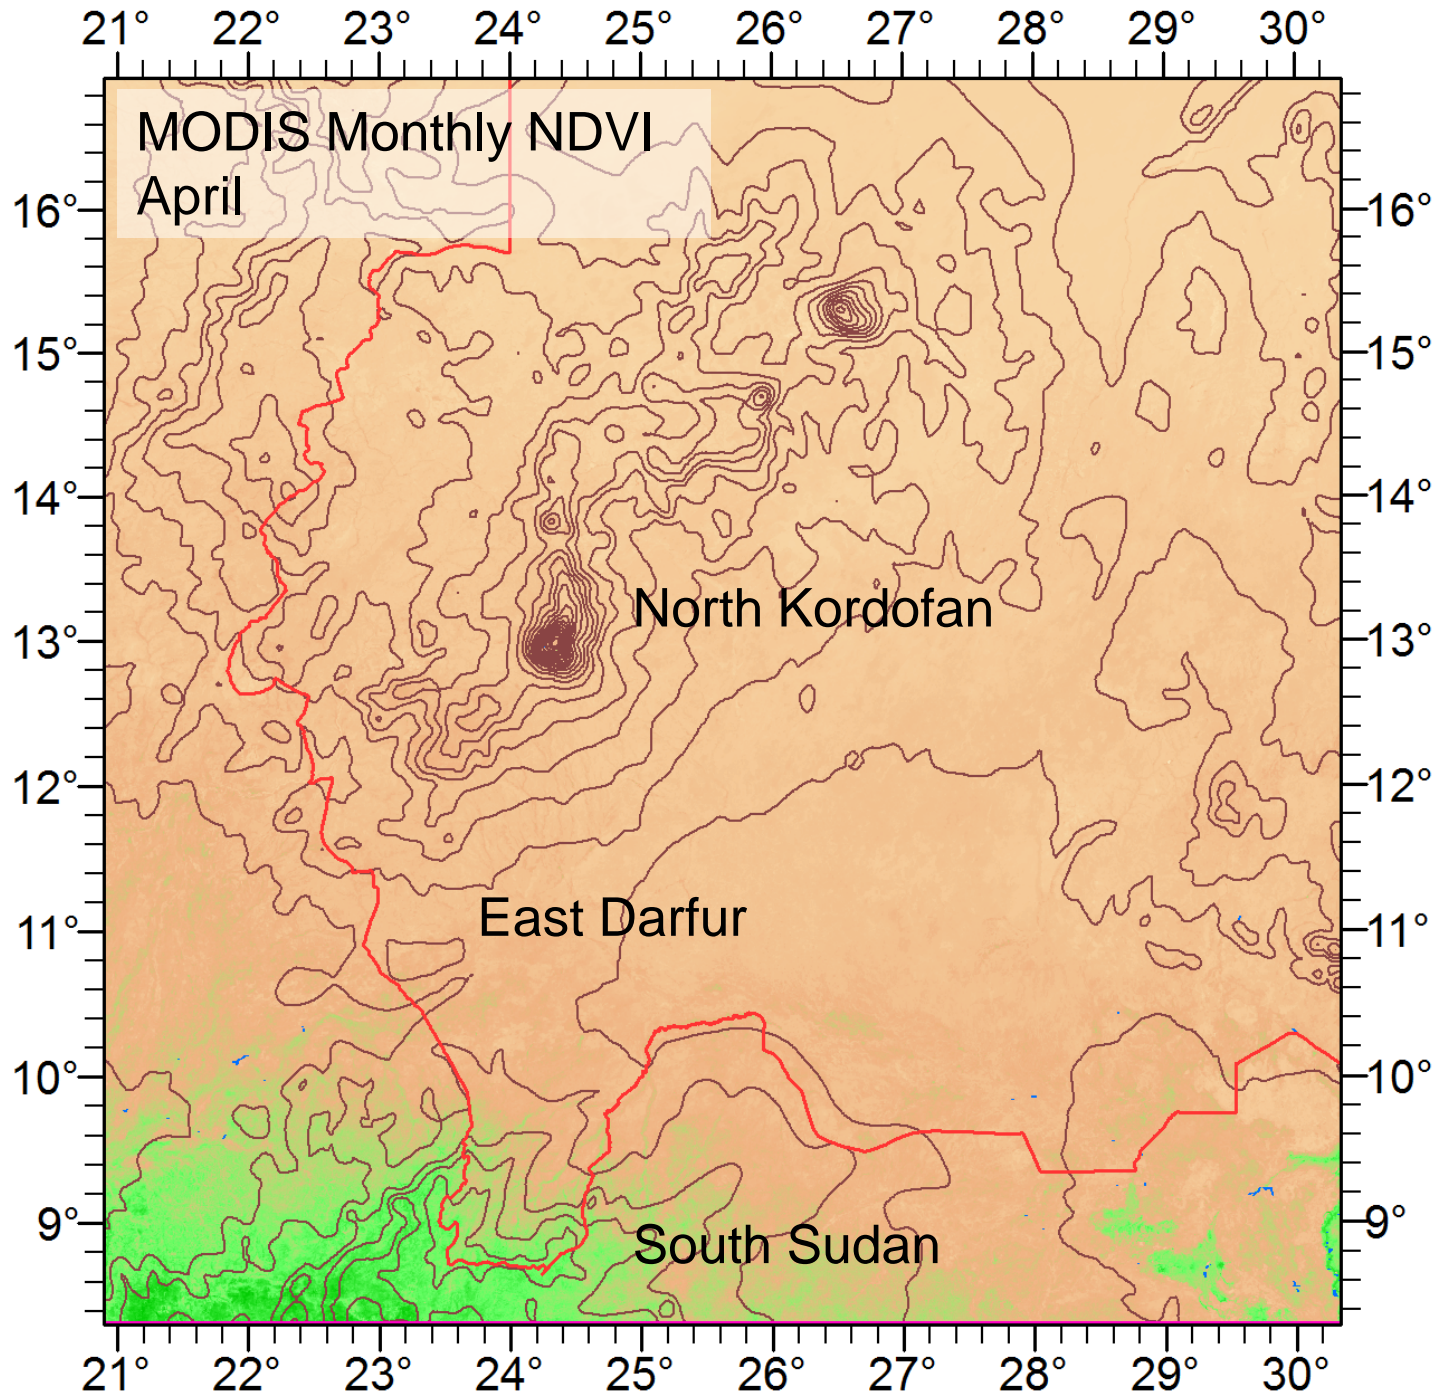 21° 22° 23° 24° 25° 26° 27° 28° 29° 30°
MODIS Monthly NDVI
April
16° 16°
15° 15°
14° 14°
North Kordofan
13° 13°
12° 12°
East Darfur
11° 11°
10° 10°
9° 9°
South Sudan
21° 22° 23° 24° 25° 26° 27° 28° 29° 30°